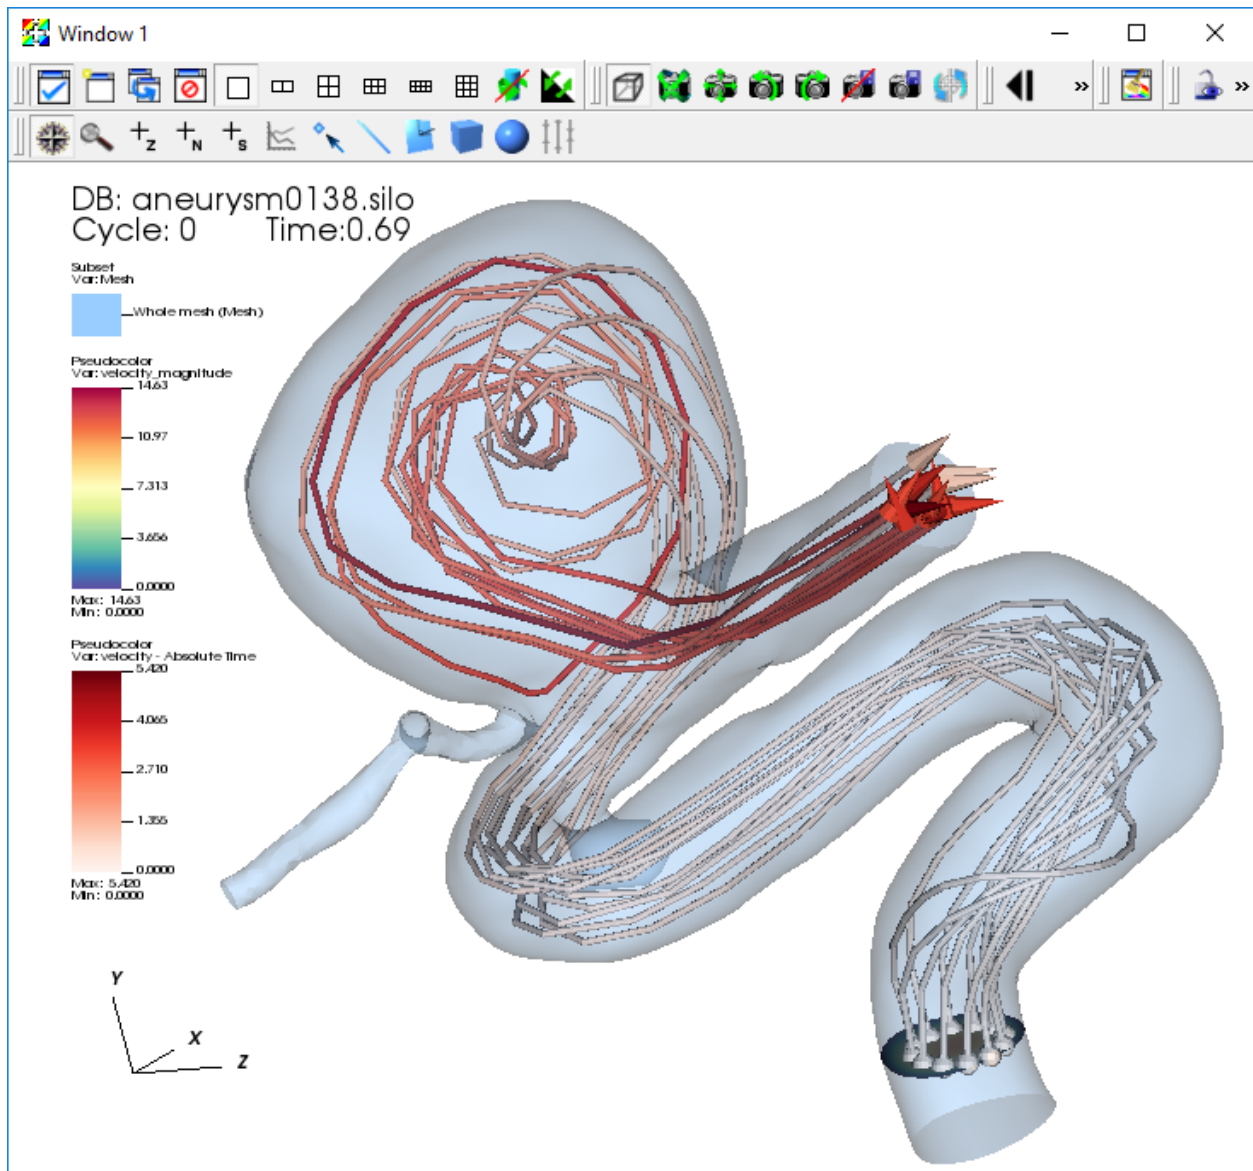 Window 1
Z
N
S
DB: aneurysm0138.silo
Cycle: 0 Time:0.69
Subset
Var: Mesh
Whole mesh (Mesh)
Pseudocolor
Var: velocity_magnitude
14.63
10.97
7.313
3.656
0.0000
Max: 14.63
Min: 0.0000
Pseudocolor
Var: velocity - Absolute Time
5.420
4.065
2.710
1.355
0.0000
Max: 5.420
Min: 0.0000
Y
X
Z